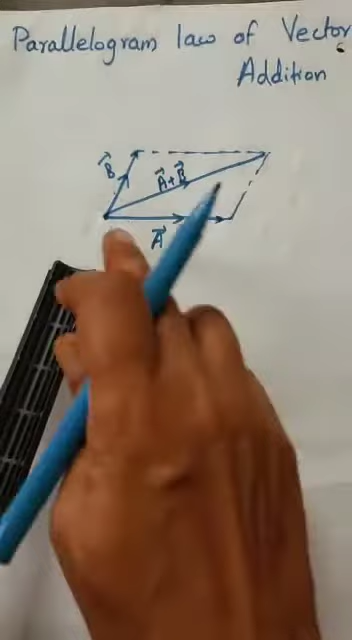 Parallelogram law of Vector
Addition
B⃗
A⃗+B⃗
A⃗